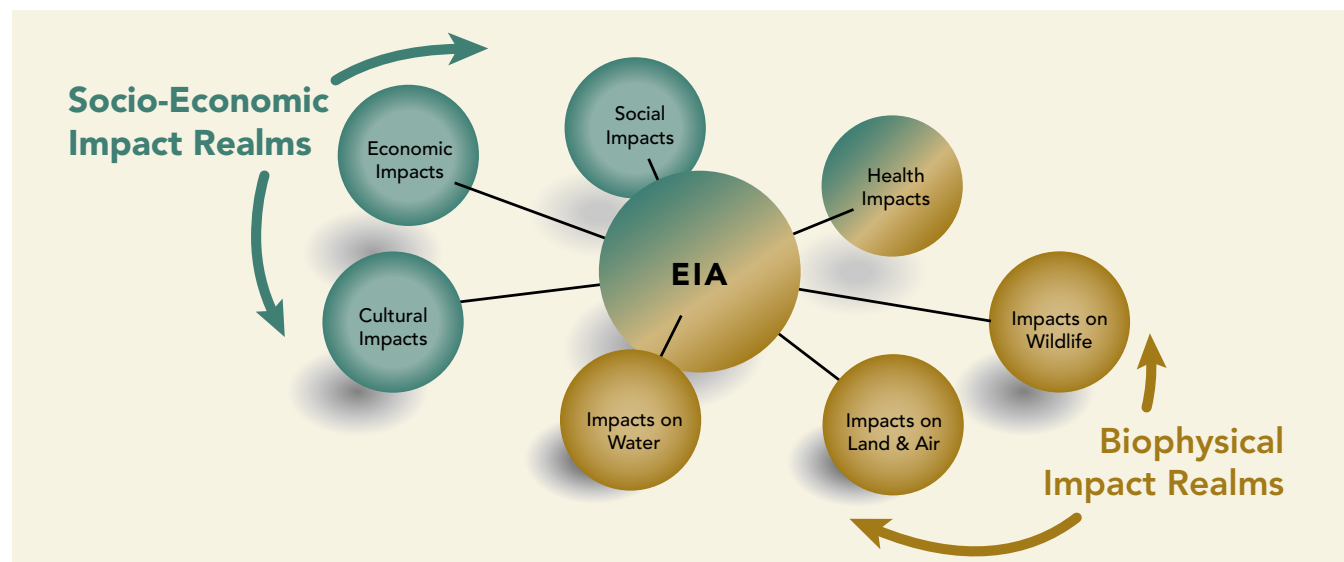 Socio-Economic
Impact Realms
Economic
Impacts
Social
Impacts
Health
Impacts
EIA
Cultural
Impacts
Impacts on
Wildlife
Impacts on
Water
Impacts on
Land & Air
Biophysical
Impact Realms